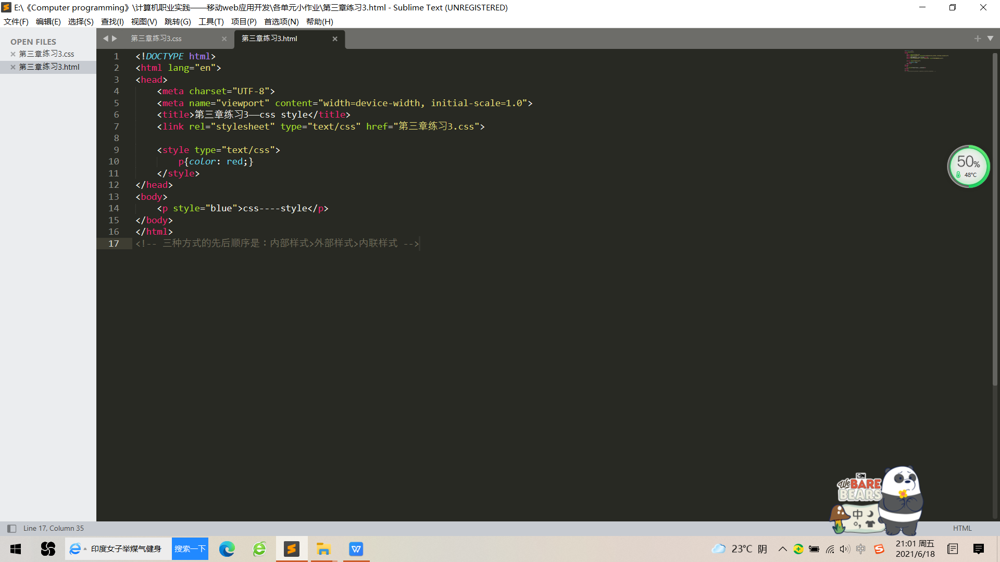 E:\《Computer programming》\计算机职业实践——移动web应用开发\各单元小作业\第三章练习3.html - Sublime Text (UNREGISTERED)
文件(F) 编辑(E) 选择(S) 查找(I) 视图(V) 跳转(G) 工具(T) 项目(P) 首选项(N) 帮助(H)
OPEN FILES
第三章练习3.css
第三章练习3.html
第三章练习3.css
第三章练习3.html
1 <!DOCTYPE html>
2 <html lang="en">
3 <head>
4 <meta charset="UTF-8">
5 <meta name="viewport" content="width=device-width, initial-scale=1.0">
6 <title>第三章练习3——css style</title>
7 <link rel="stylesheet" type="text/css" href="第三章练习3.css">
8
9 <style type="text/css">
10 p{color: red;}
11 </style>
12 </head>
13 <body>
14 <p style="blue">css----style</p>
15 </body>
16 </html>
17 <!-- 三种方式的先后顺序是：内部样式>外部样式>内联样式 -->
50%
48°C
CN
We BARE
BEARS
中
Line 17, Column 35
HTML
印度女子举煤气健身
搜索一下
23°C 阴
中
21:01 周五
2021/6/18